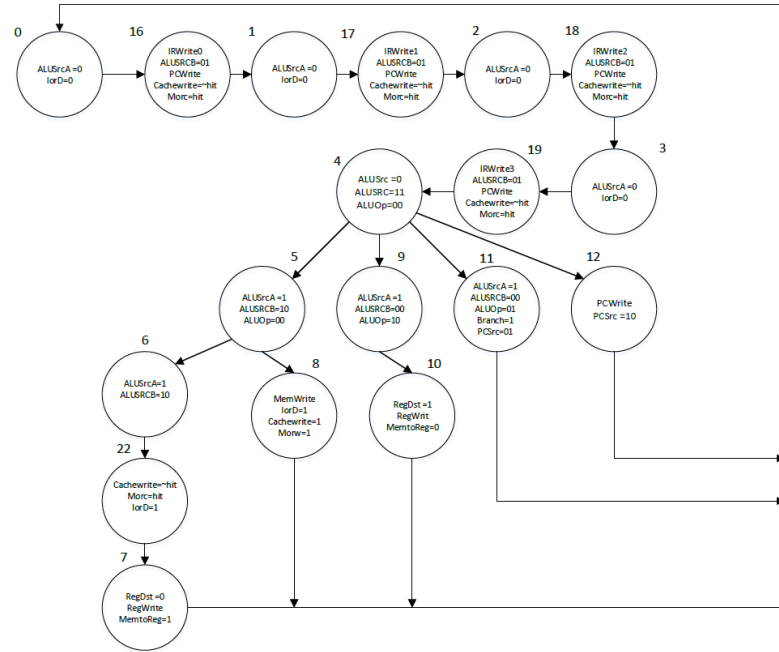 0
ALUSrcA =0
IorD=0
16
IRWrite0
ALUSRCB=01
PCWrite
Cachewrite=~hit
Morc=hit
1
ALUSrcA =0
IorD=0
17
IRWrite1
ALUSRCB=01
PCWrite
Cachewrite=~hit
Morc=hit
2
ALUSrcA =0
IorD=0
18
IRWrite2
ALUSRCB=01
PCWrite
Cachewrite=~hit
Morc=hit
4
ALUSrc =0
ALUSRC=11
ALUOp=00
19
IRWrite3
ALUSRCB=01
PCWrite
Cachewrite=~hit
Morc=hit
3
ALUSrcA =0
IorD=0
5
ALUSrcA =1
ALUSRCB=10
ALUOp=00
9
ALUSrcA =1
ALUSRCB=00
ALUOp=10
11
ALUSrcA =1
ALUSRCB=00
ALUOp=01
Branch=1
PCSrc=01
12
PCWrite
PCSrc =10
6
ALUSrcA=1
ALUSRCB=10
8
MemWrite
IorD=1
Cachewrite=1
Morw=1
10
RegDst =1
RegWrit
MemtoReg=0
22
Cachewrite=~hit
Morc=hit
IorD=1
7
RegDst =0
RegWrite
MemtoReg=1